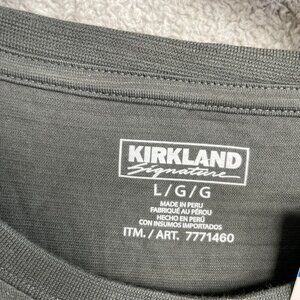 KIRKLAND
Signature
L/G/G
MADE IN PERU
FABRIQUÉ AU PÉROU
HECHO EN PERÚ
CON INSUMOS IMPORTADOS
ITM. / ART. 7771460